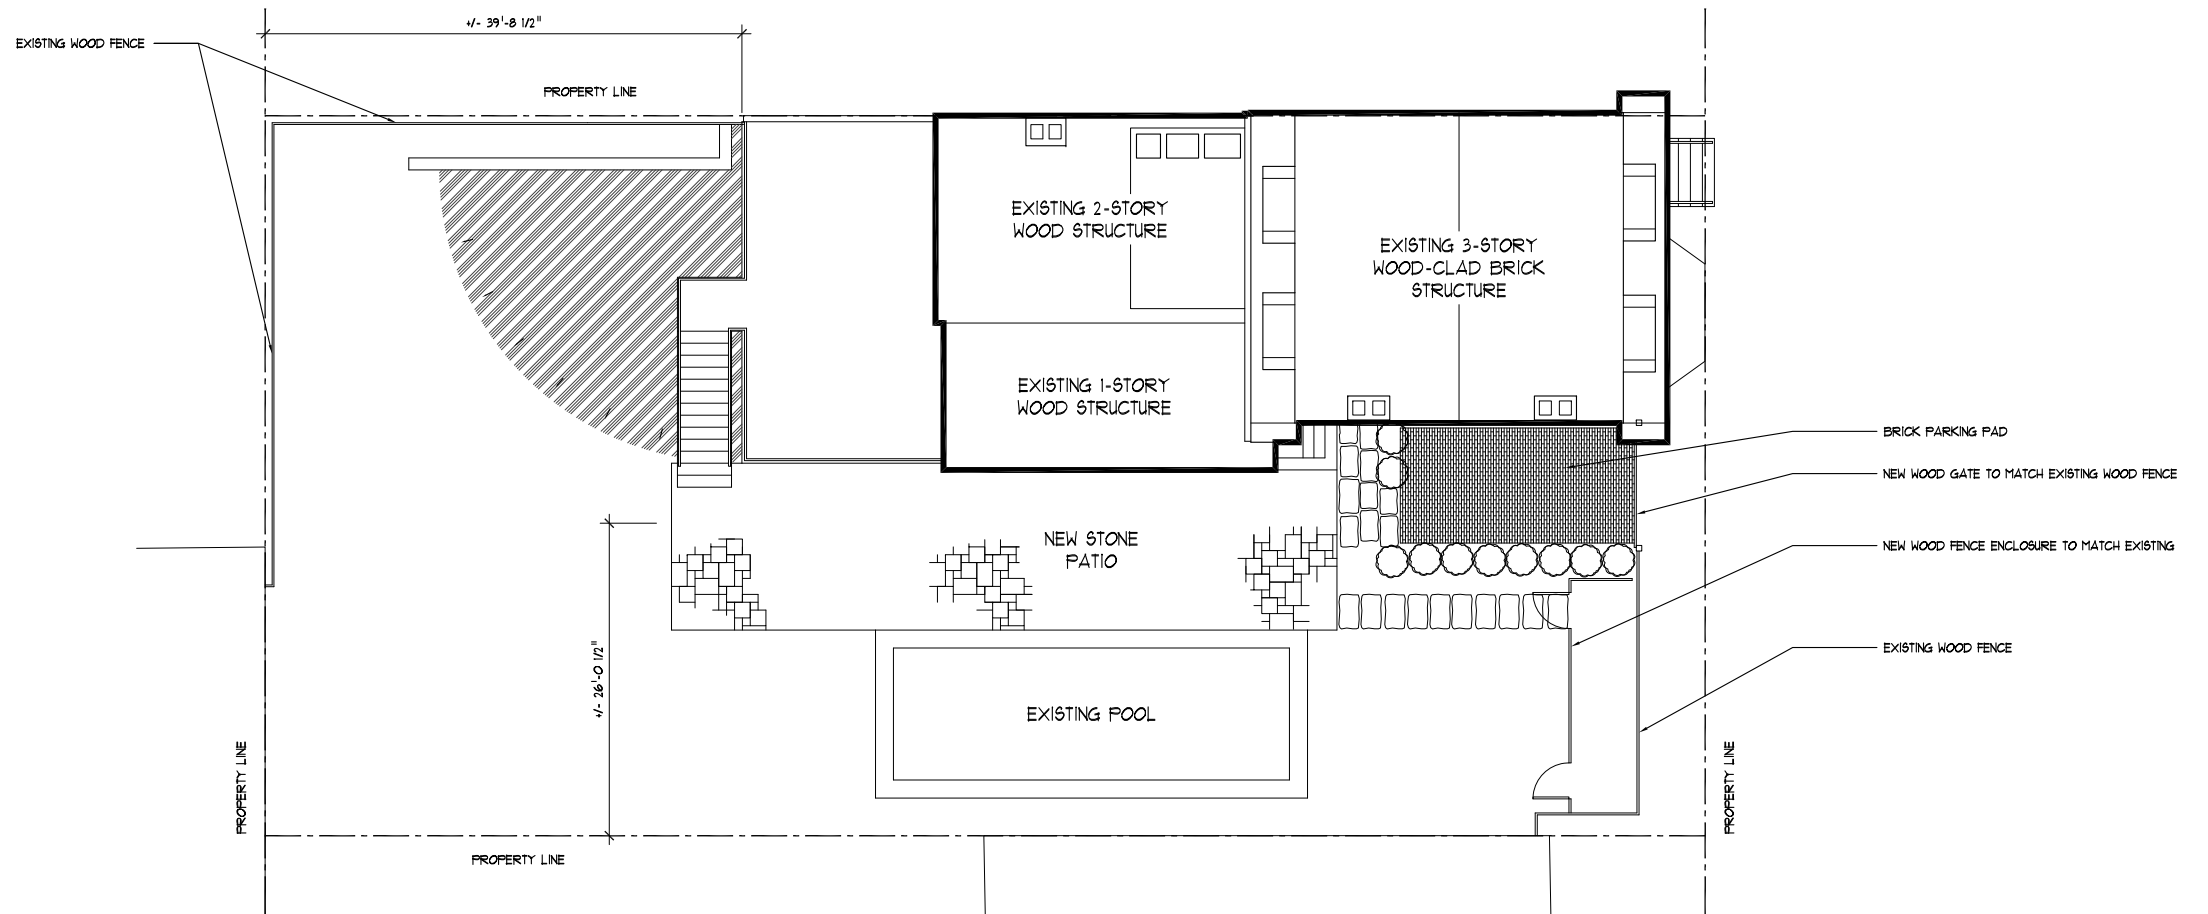 +/- 39'-8 1/2"
EXISTING WOOD FENCE
PROPERTY LINE
EXISTING 2-STORY
WOOD STRUCTURE
EXISTING 3-STORY
WOOD-CLAD BRICK
STRUCTURE
EXISTING 1-STORY
WOOD STRUCTURE
BRICK PARKING PAD
NEW WOOD GATE TO MATCH EXISTING WOOD FENCE
NEW STONE
PATIO
NEW WOOD FENCE ENCLOSURE TO MATCH EXISTING
EXISTING WOOD FENCE
+/- 26'-0 1/2"
EXISTING POOL
PROPERTY LINE
PROPERTY LINE
PROPERTY LINE